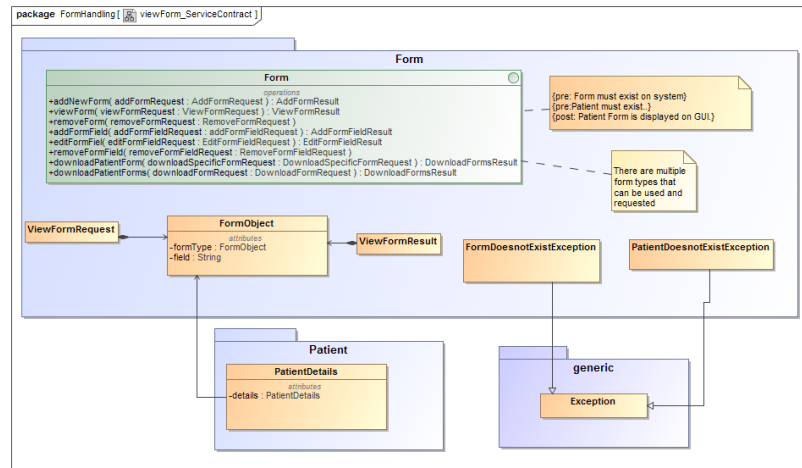 package FormHandling [ viewForm_ServiceContract ]
Form
Form
operations
+addNewForm( addFormRequest : AddFormRequest ) : AddFormResult
+viewForm( viewFormRequest : ViewFormRequest ) : ViewFormResult
+removeForm( removeFormRequest : RemoveFormRequest )
+addFormField( addFormFieldRequest : addFormFieldRequest ) : AddFormFieldResult
+editFormFiel( editFormFieldRequest : EditFormFieldRequest ) : EditFormFieldResult
+removeFormField( removeFormFieldRequest : RemoveFormFieldRequest )
+downloadPatientForm( downloadSpecificFormRequest : DownloadSpecificFormRequest ) : DownloadFormsResult
+downloadPatientForms( downloadFormRequest : DownloadFormRequest ) : DownloadFormsResult
{pre: Form must exist on system}
{pre:Patient must exist..}
{post: Patient Form is displayed on GUI.}
There are multiple
form types that
can be used and
requested
ViewFormRequest
FormObject
attributes
-formType : FormObject
-field : String
ViewFormResult
FormDoesnotExistException
PatientDoesnotExistException
Patient
PatientDetails
attributes
-details : PatientDetails
generic
Exception